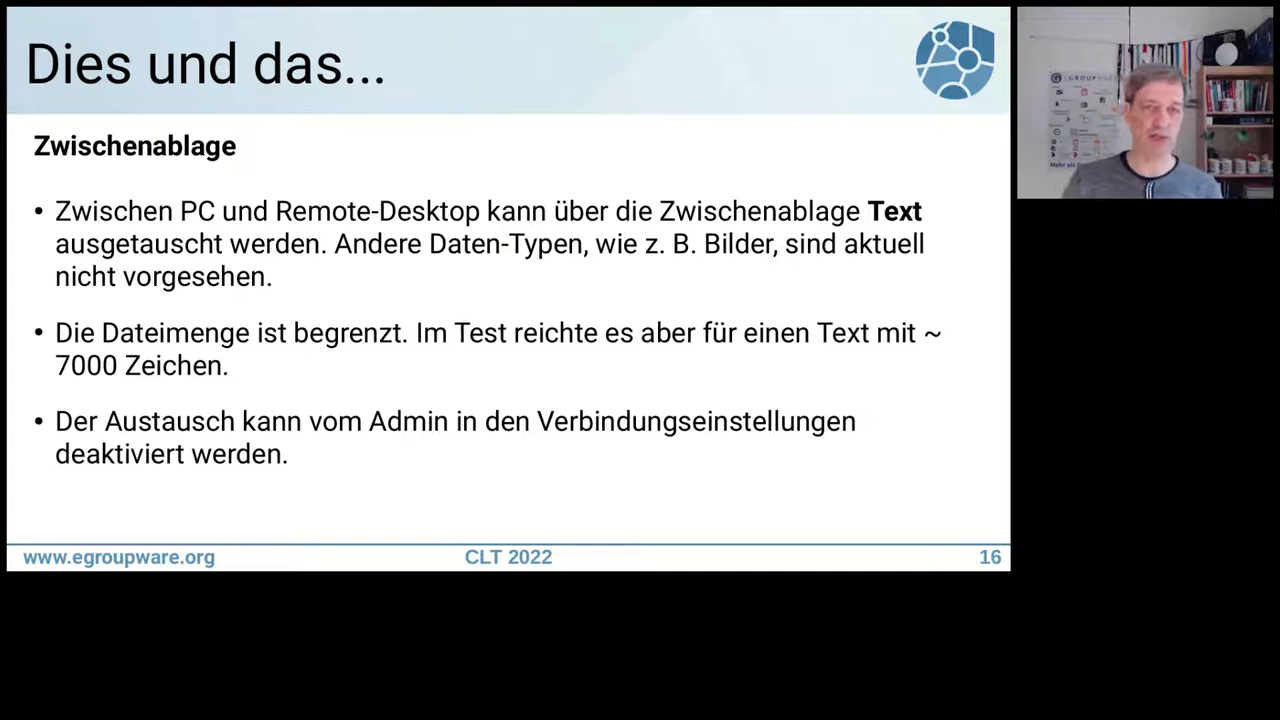 Dies und das...
Zwischenablage
• Zwischen PC und Remote-Desktop kann über die Zwischenablage Text
ausgetauscht werden. Andere Daten-Typen, wie z. B. Bilder, sind aktuell
nicht vorgesehen.
• Die Dateimenge ist begrenzt. Im Test reichte es aber für einen Text mit ~
7000 Zeichen.
• Der Austausch kann vom Admin in den Verbindungseinstellungen
deaktiviert werden.
www.egroupware.org CLT 2022 16